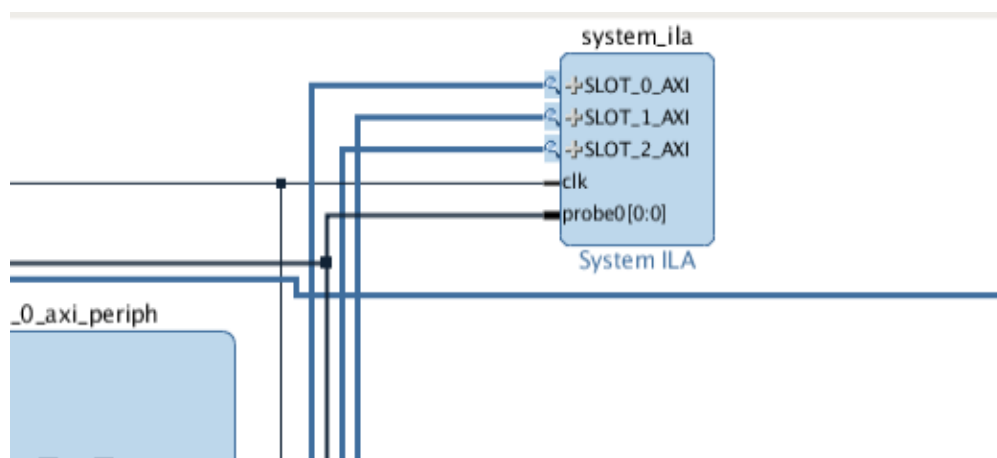 system_ila
SLOT_0_AXI
SLOT_1_AXI
SLOT_2_AXI
clk
probe0[0:0]
System ILA
_0_axi_periph